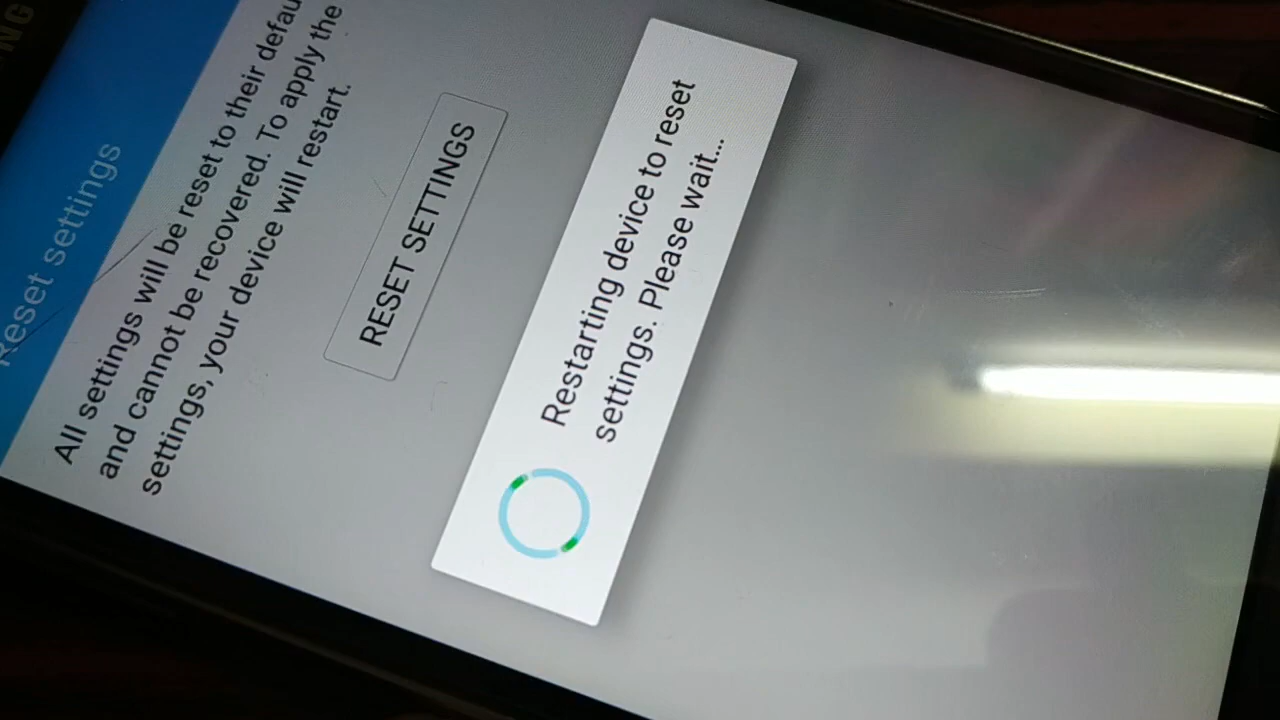 Reset settings
All settings will be reset to their defau
and cannot be recovered. To apply the
settings, your device will restart.
RESET SETTINGS
Restarting device to reset
settings. Please wait...